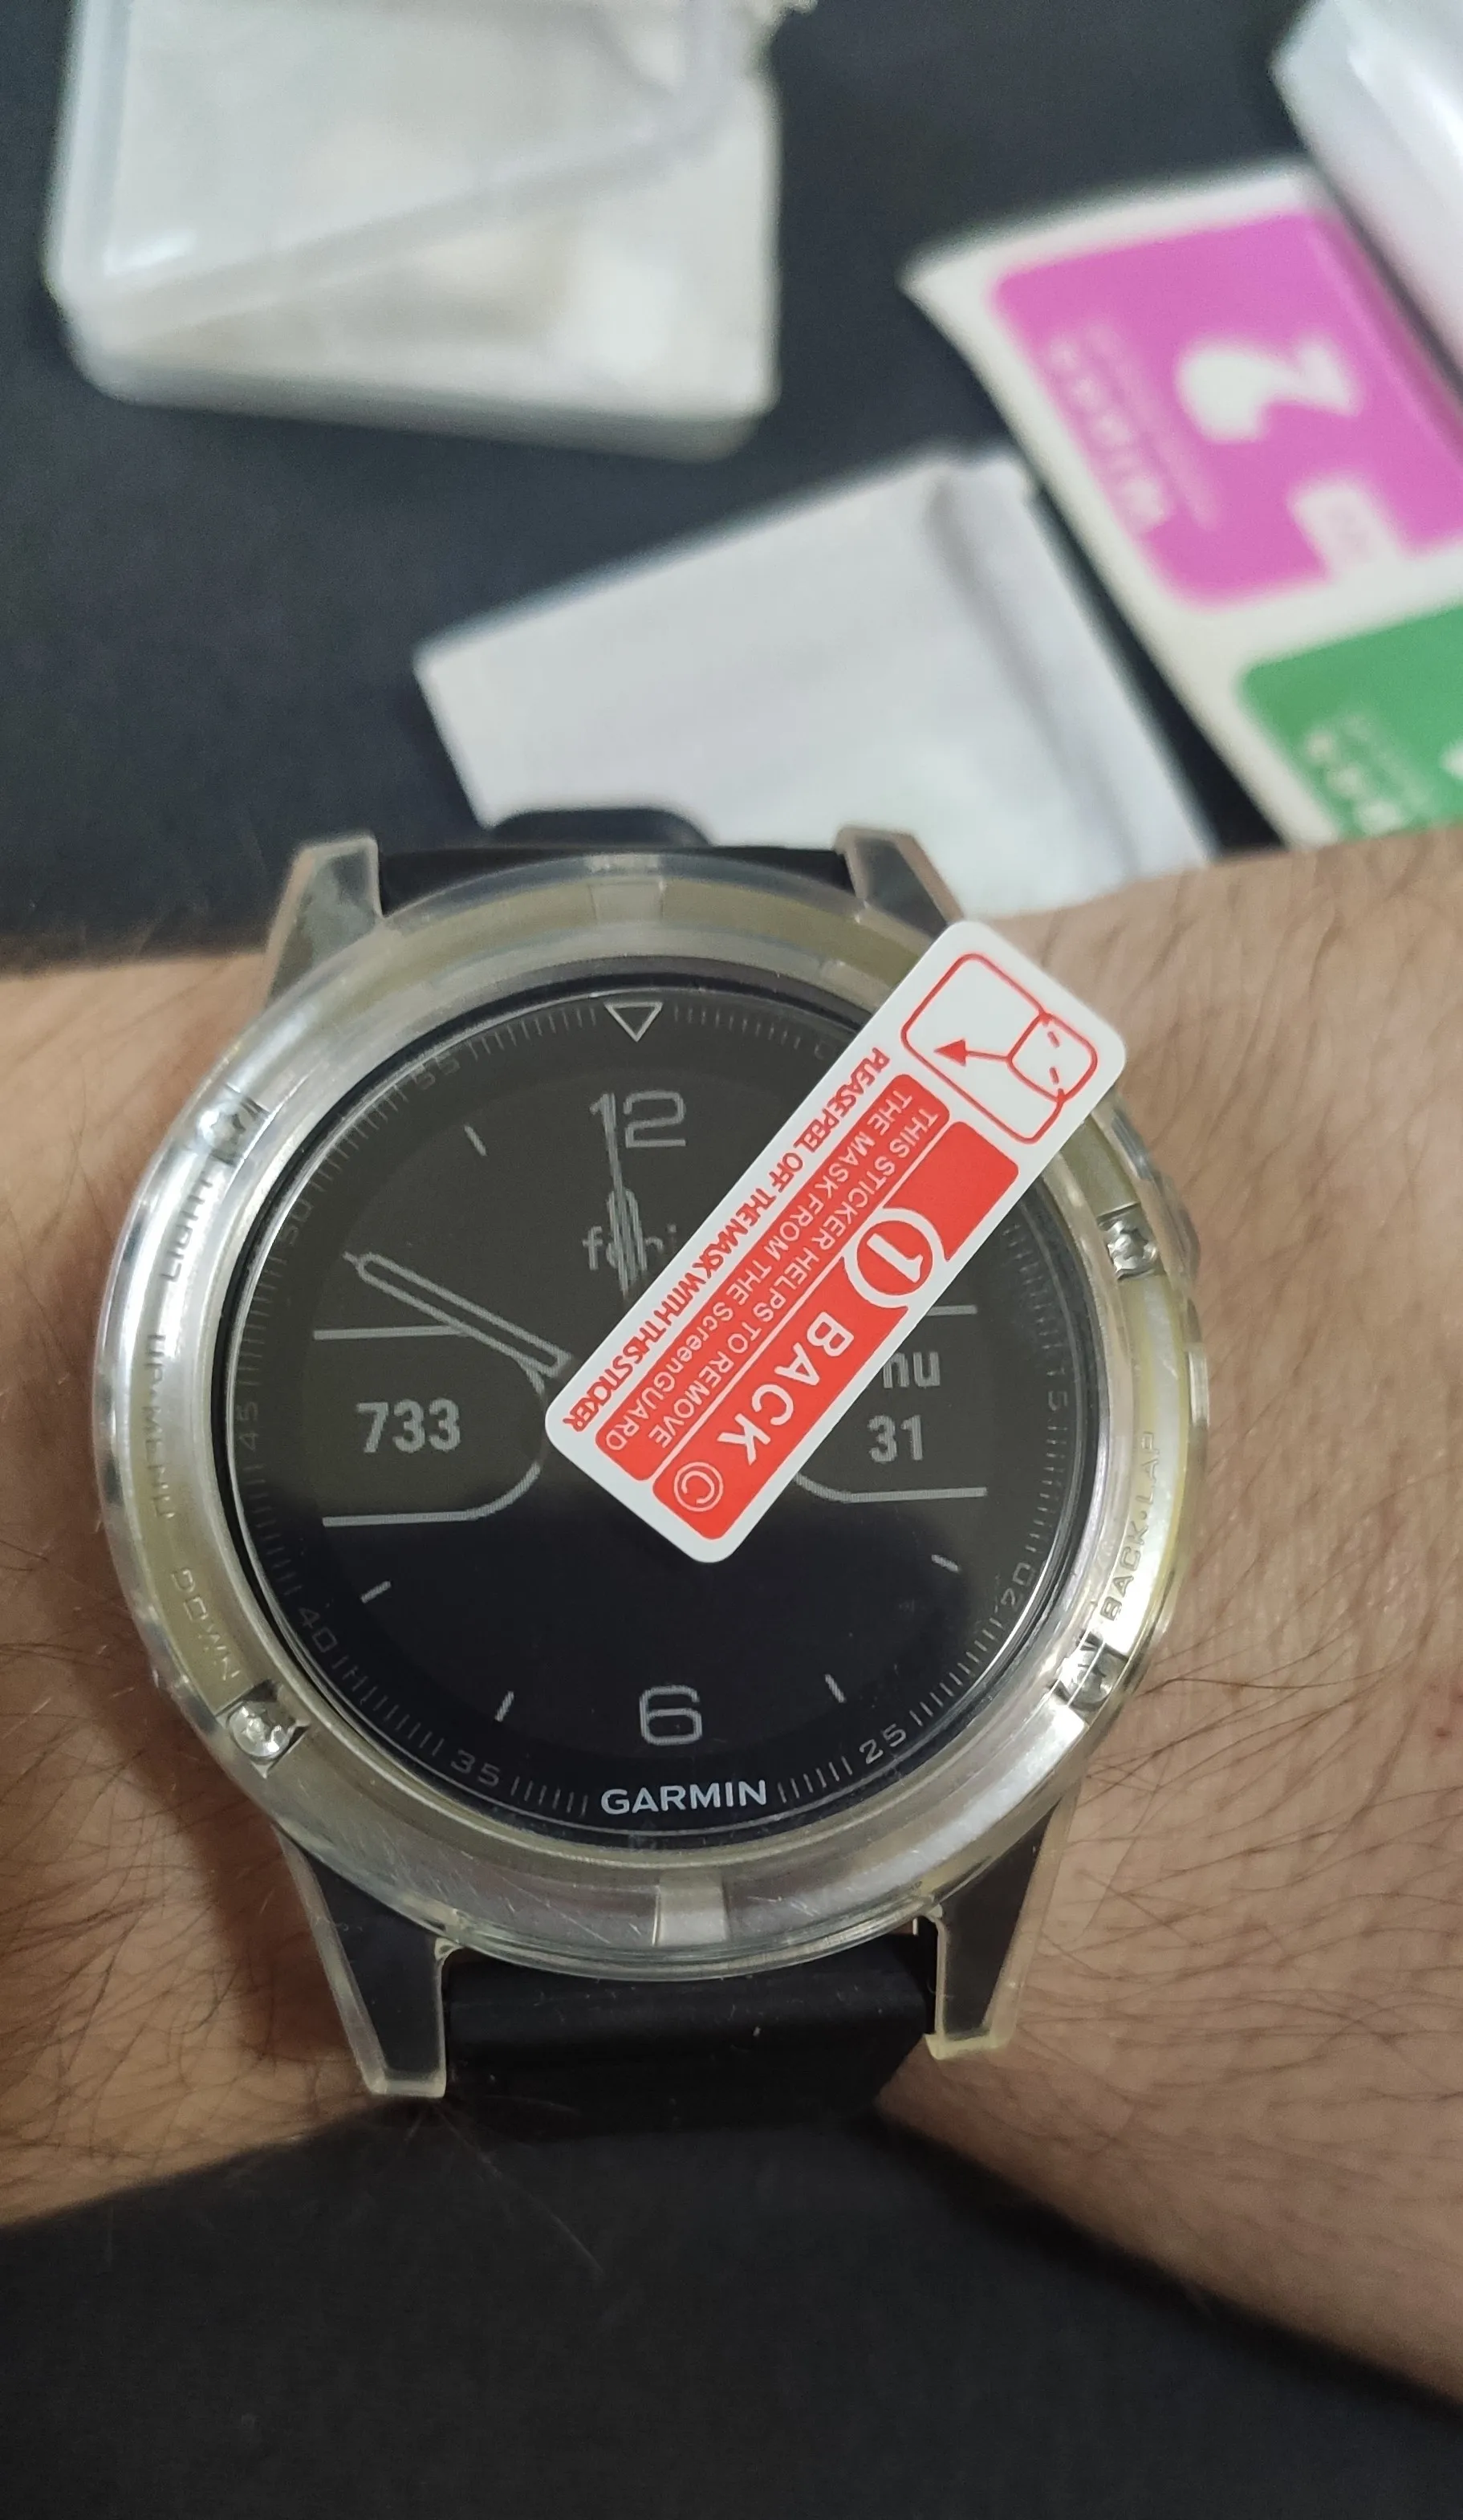 2
55
12
50
LIGHT
UP·MENU
45
733
31
15
BACK·LAP
DOWN
40
20
6
35
25
GARMIN
PLEASE PEEL OFF THE MASK WITH THIS STICKER
THE MASK FROM THE ScreenGUARD
THIS STICKER HELPS TO REMOVE
1 BACK ©